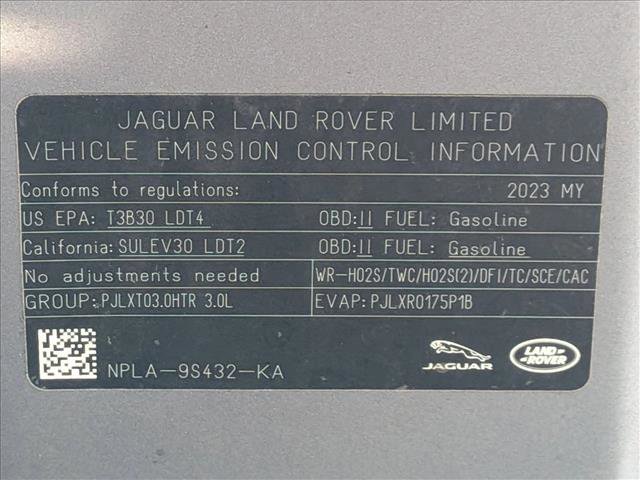 JAGUAR LAND ROVER LIMITED
VEHICLE EMISSION CONTROL INFORMATION
Conforms to regulations: 2023 MY
US EPA: T3B30 LDT4 OBD:II FUEL: Gasoline
California: SULEV30 LDT2 OBD:II FUEL: Gasoline
No adjustments needed WR-HO2S/TWC/HO2S(2)/DFI/TC/SCE/CAC
GROUP: PJLXT03.0HTR 3.0L EVAP: PJLXR0175P1B
NPLA-9S432-KA
JAGUAR
LAND-
ROVER